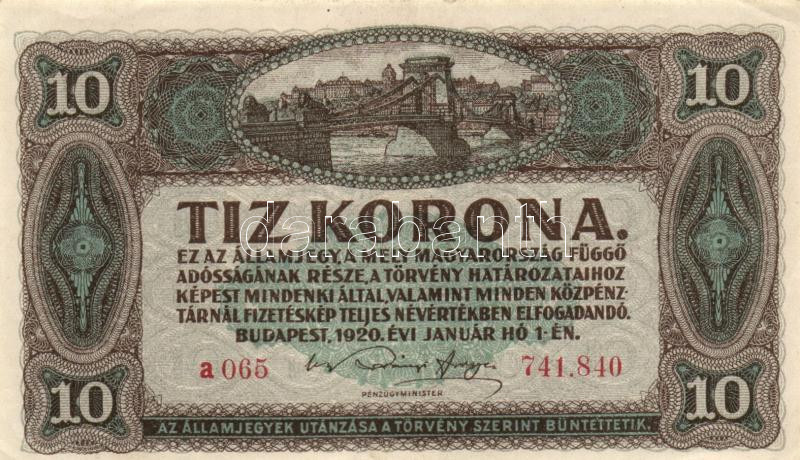 10 10
TIZ KORONA.
EZ AZ ÁLLAMJEGY, A MELY MAGYARORSZÁG FÜGGŐ
ADÓSSÁGÁNAK RÉSZE, A TÖRVÉNY HATÁROZATAIHOZ
KÉPEST MINDENKI ÁLTAL, VALAMINT MINDEN KÖZPÉNZ-
TÁRNÁL FIZETÉSKÉP TELJES NÉVÉRTÉKBEN ELFOGADANDÓ.
BUDAPEST, 1920. ÉVI JANUÁR HÓ 1-ÉN.
a 065 741.840
PÉNZÜGYMINISTER
10 10
AZ ÁLLAMJEGYEK UTÁNZÁSA A TÖRVÉNY SZERINT BÜNTETTETIK.